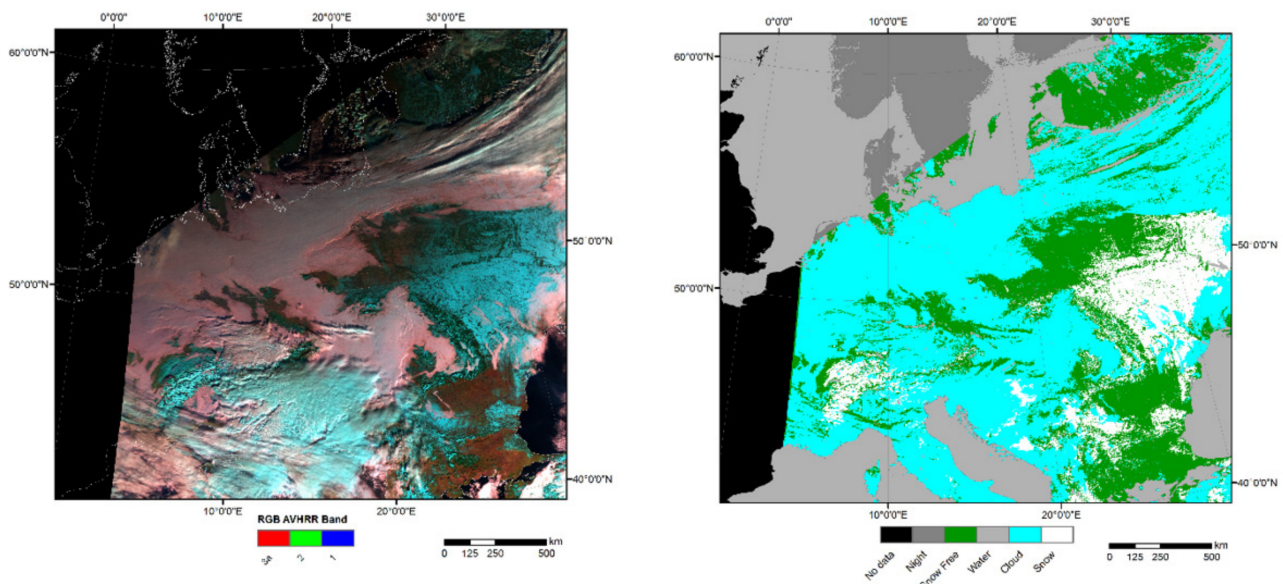 0°0'0"E 10°0'0"E 20°0'0"E 30°0'0"E
60°0'0"N
50°0'0"N
50°0'0"N
40°0'0"N
10°0'0"E 20°0'0"E
RGB AVHRR Band
3a 2 1
km
0 125 250 500
0°0'0"E 10°0'0"E 20°0'0"E 30°0'0"E
60°0'0"N
50°0'0"N
50°0'0"N
40°0'0"N
10°0'0"E 20°0'0"E
No data Night Snow Free Water Cloud Snow
km
0 125 250 500